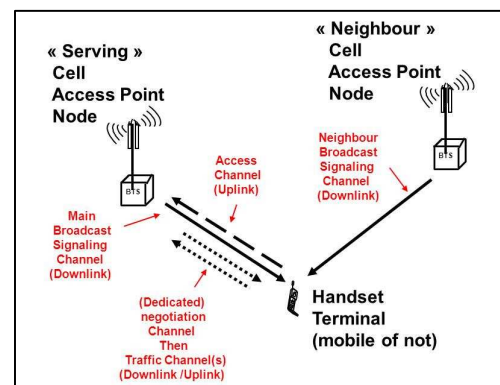 « Serving »
Cell
Access Point
Node
« Neighbour »
Cell
Access Point
Node
BTS
BTS
Neighbour
Broadcast
Signaling
Channel
(Downlink)
Access
Channel
(Uplink)
Main
Broadcast
Signaling
Channel
(Downlink)
(Dedicated)
negotiation
Channel
Then
Traffic Channel(s)
(Downlink /Uplink)
Handset
Terminal
(mobile of not)